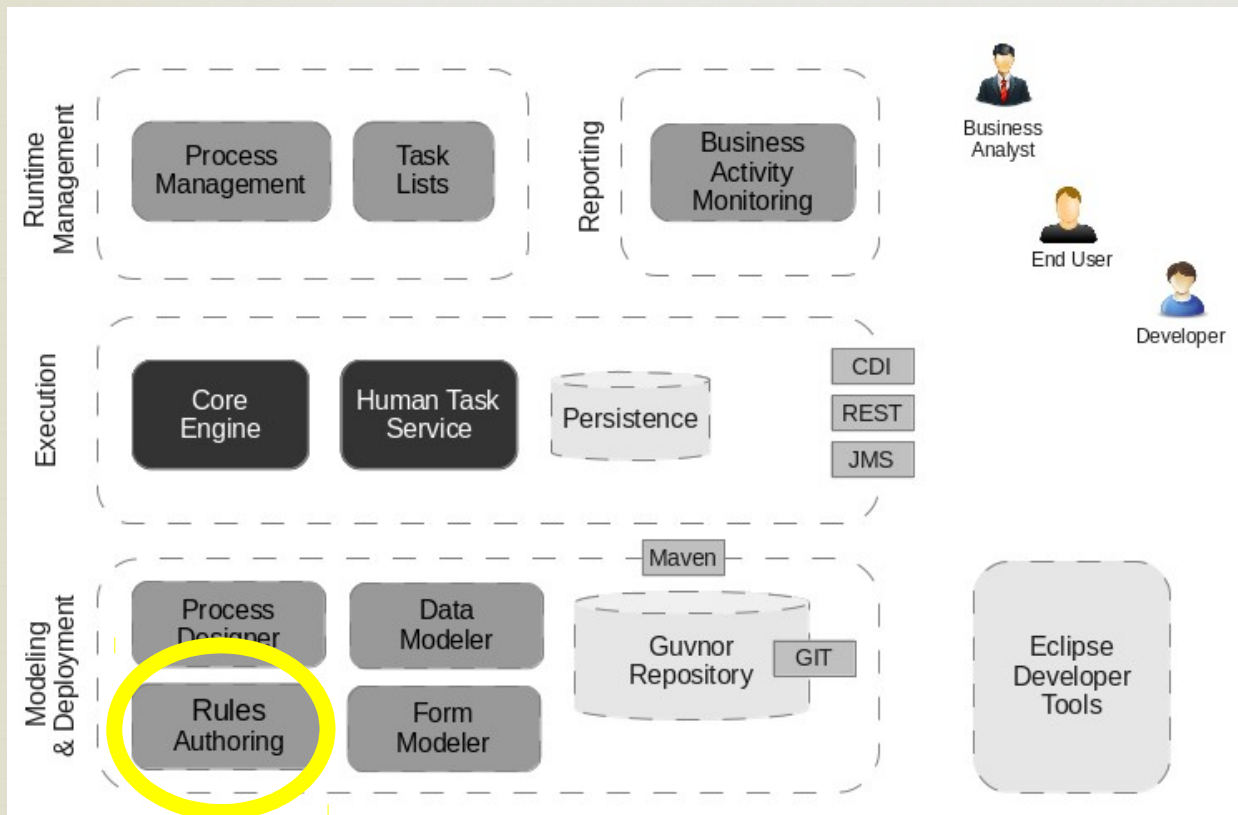 Runtime
Management
Process
Management
Task
Lists
Reporting
Business
Activity
Monitoring
Business
Analyst
End User
Developer
Execution
Core
Engine
Human Task
Service
Persistence
CDI
REST
JMS
Modeling
& Deployment
Process
Designer
Data
Modeler
Rules
Authoring
Form
Modeler
Maven
Guvnor
Repository
GIT
Eclipse
Developer
Tools